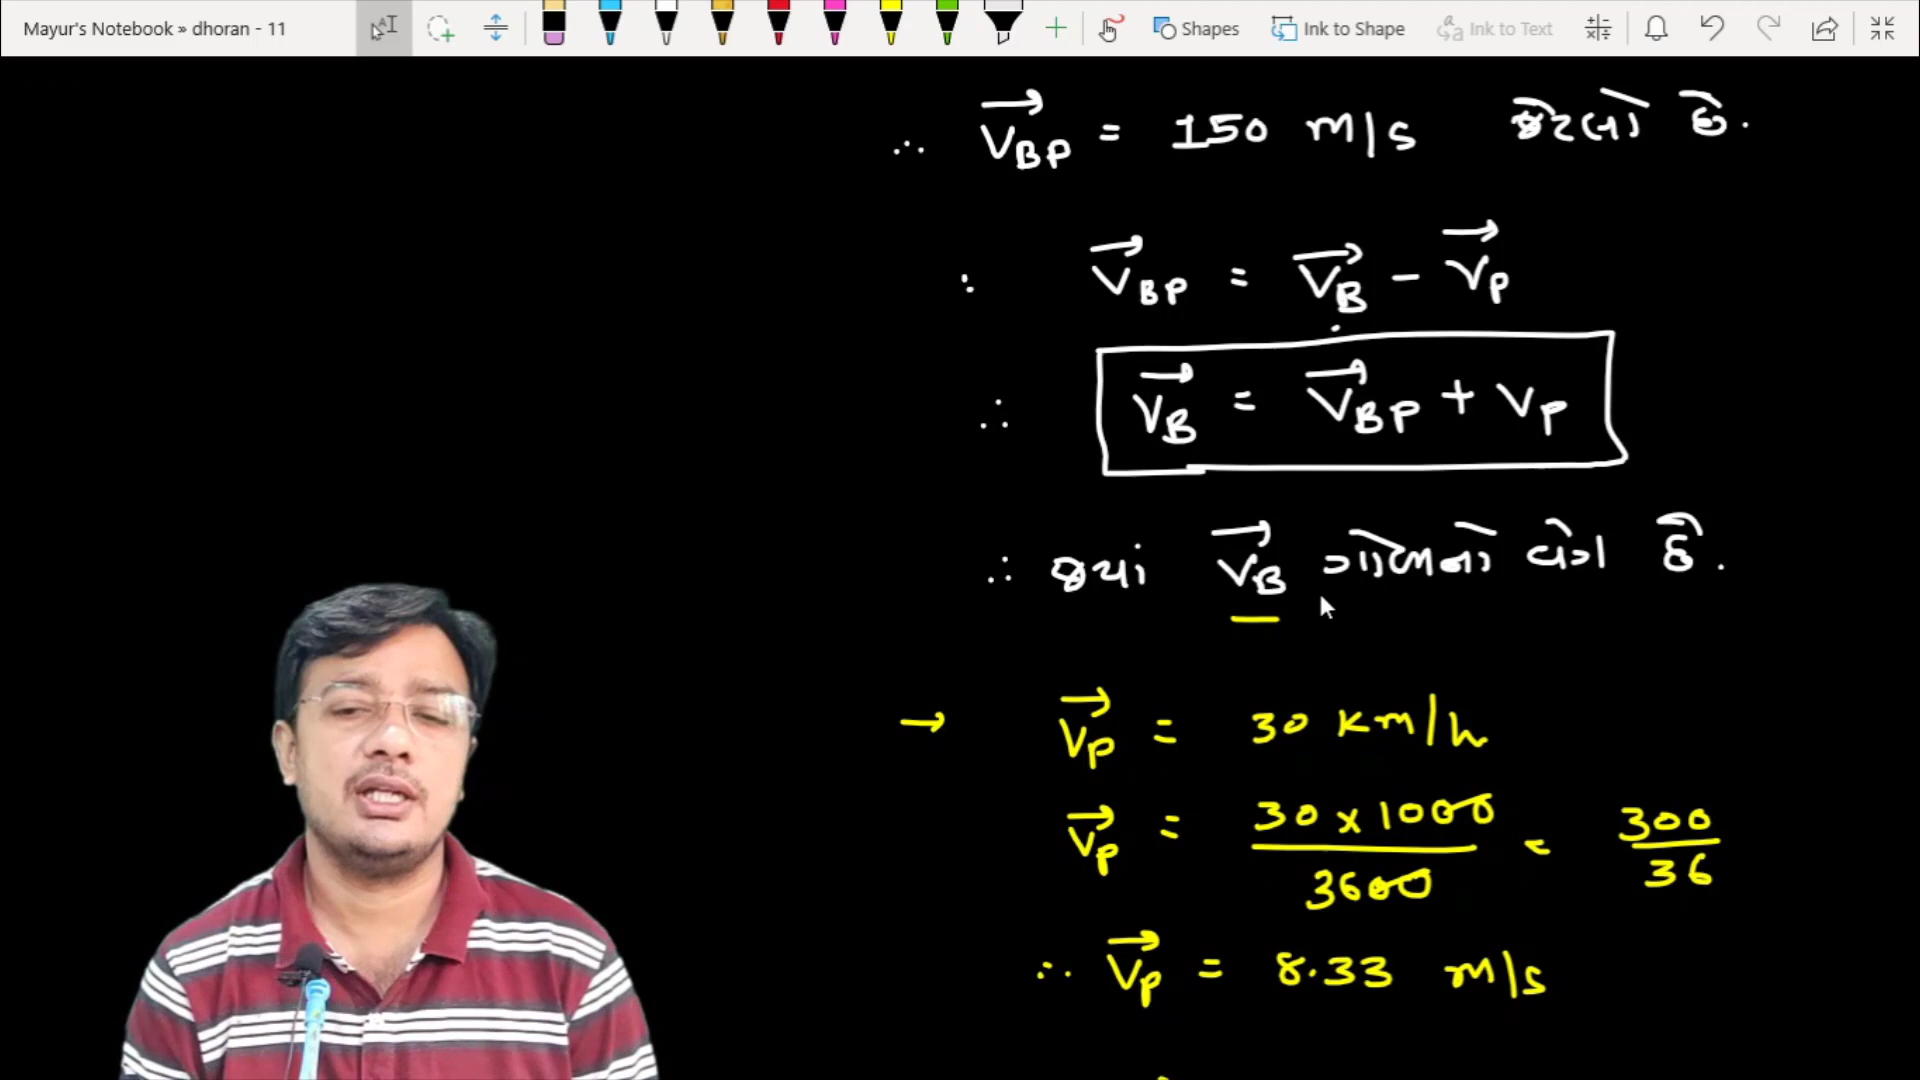 Mayur's Notebook » dhoran - 11 Shapes Ink to Shape Ink to Text
∴ V⃗BP = 150 m/s જેટલો છે.
: V⃗BP = V⃗B - V⃗P
∴ V⃗B = V⃗BP + VP
∴ જ્યાં V⃗B ગોળીનો વેગ છે.
→ V⃗P = 30 km/h
V⃗P = 30 x 1000 / 3600 = 300 / 36
∴ V⃗P = 8.33 m/s